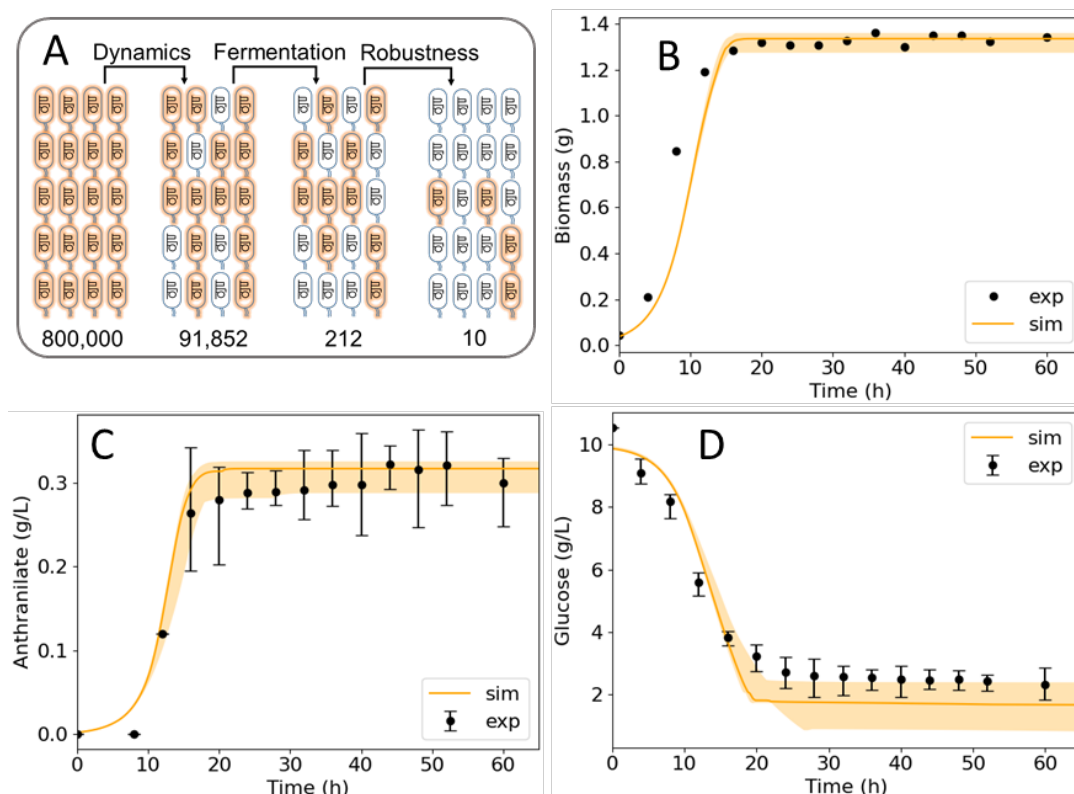 A
Dynamics Fermentation Robustness
800,000 91,852 212 10
B
Biomass (g)
1.4
1.2
1.0
0.8
0.6
0.4
0.2
0.0
exp
sim
0 10 20 30 40 50 60
Time (h)
C
Anthranilate (g/L)
0.3
0.2
0.1
0.0
sim
exp
0 10 20 30 40 50 60
Time (h)
D
Glucose (g/L)
10
8
6
4
2
sim
exp
0 10 20 30 40 50 60
Time (h)